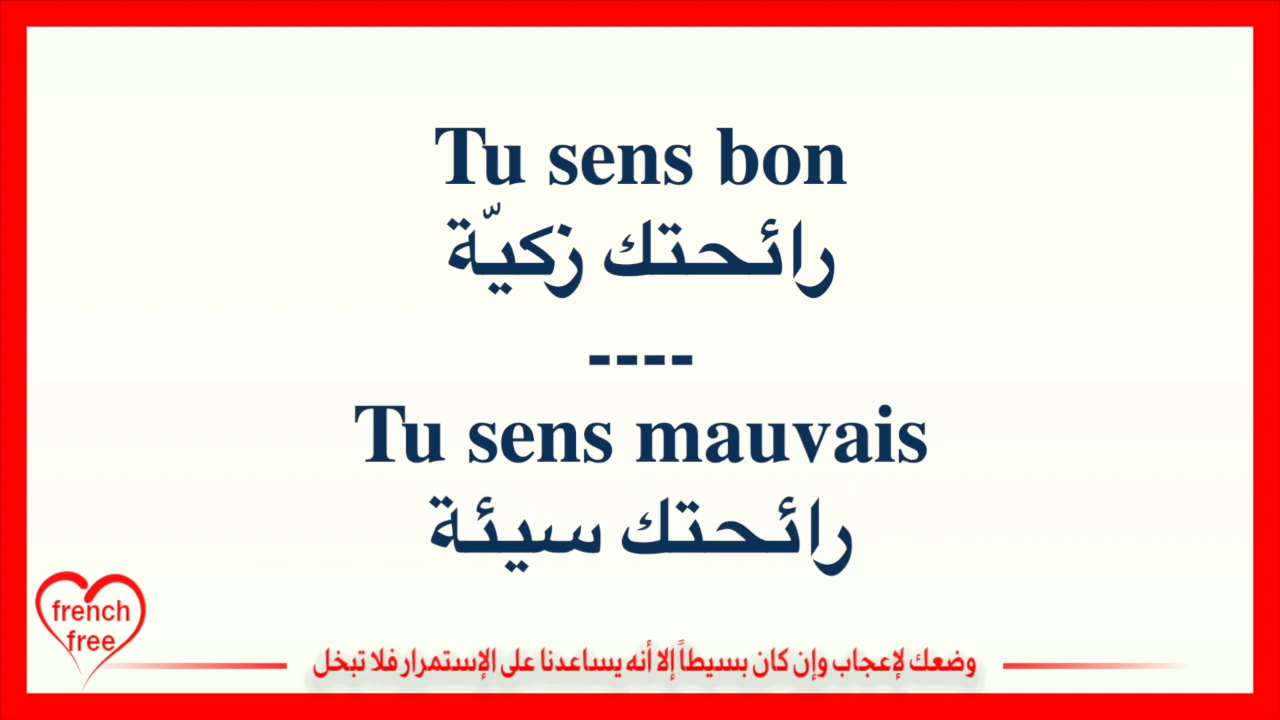 Tu sens bon
رائحتك زكيّة
----
Tu sens mauvais
رائحتك سيئة
french
free
وضعك لإعجاب وإن كان بسيطاً إلا أنه يساعدنا على الإستمرار فلا تبخل